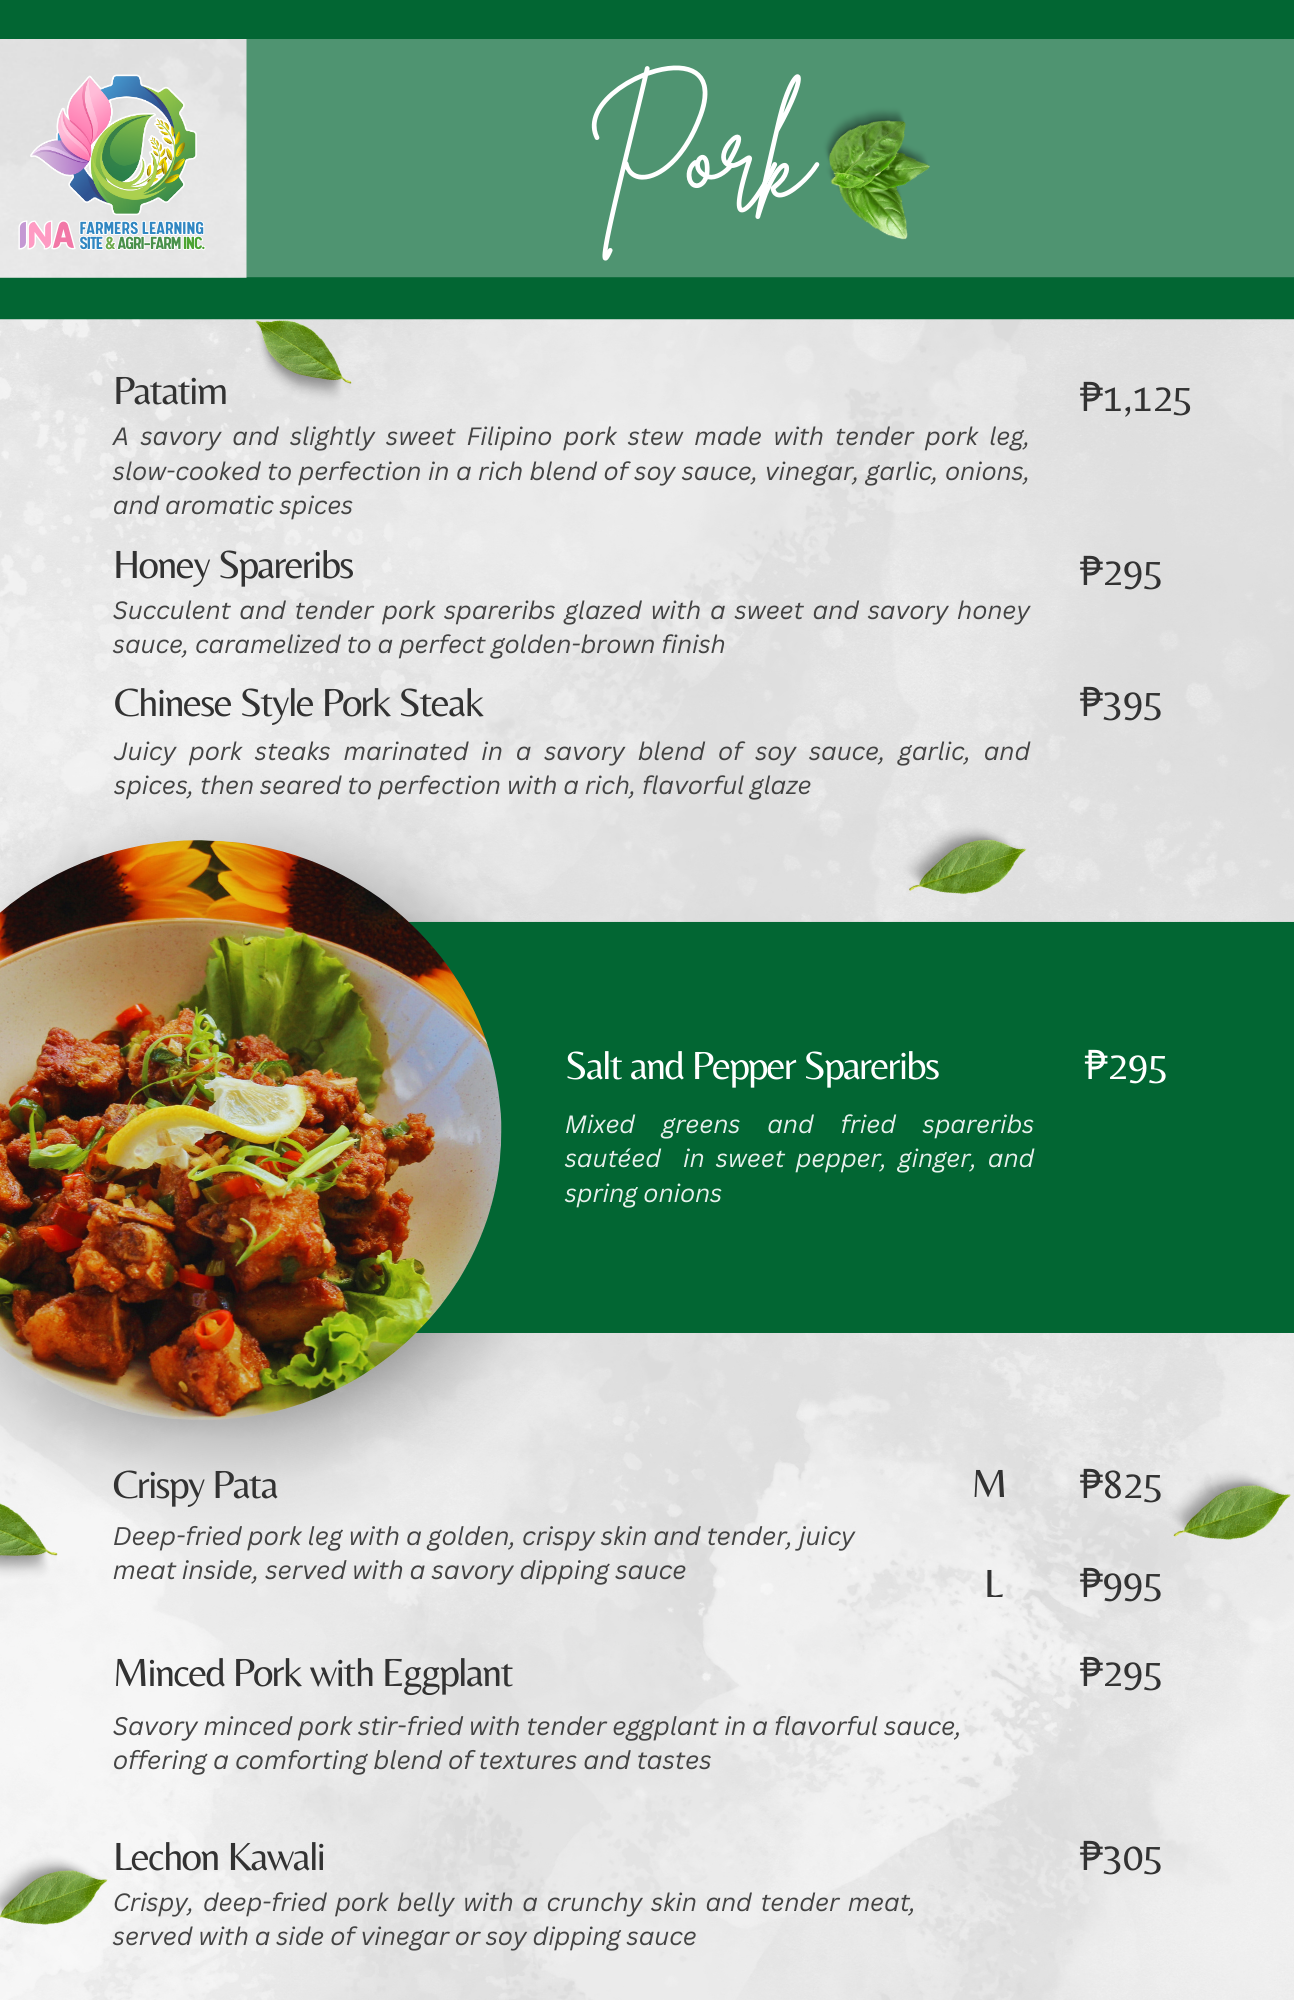 INA FARMERS LEARNING
SITE & AGRI-FARM INC.
Pork
Patatim ₱1,125
A savory and slightly sweet Filipino pork stew made with tender pork leg,
slow-cooked to perfection in a rich blend of soy sauce, vinegar, garlic, onions,
and aromatic spices
Honey Spareribs ₱295
Succulent and tender pork spareribs glazed with a sweet and savory honey
sauce, caramelized to a perfect golden-brown finish
Chinese Style Pork Steak ₱395
Juicy pork steaks marinated in a savory blend of soy sauce, garlic, and
spices, then seared to perfection with a rich, flavorful glaze
Salt and Pepper Spareribs ₱295
Mixed greens and fried spareribs
sautéed in sweet pepper, ginger, and
spring onions
Crispy Pata M ₱825
Deep-fried pork leg with a golden, crispy skin and tender, juicy
meat inside, served with a savory dipping sauce
L ₱995
Minced Pork with Eggplant ₱295
Savory minced pork stir-fried with tender eggplant in a flavorful sauce,
offering a comforting blend of textures and tastes
Lechon Kawali ₱305
Crispy, deep-fried pork belly with a crunchy skin and tender meat,
served with a side of vinegar or soy dipping sauce